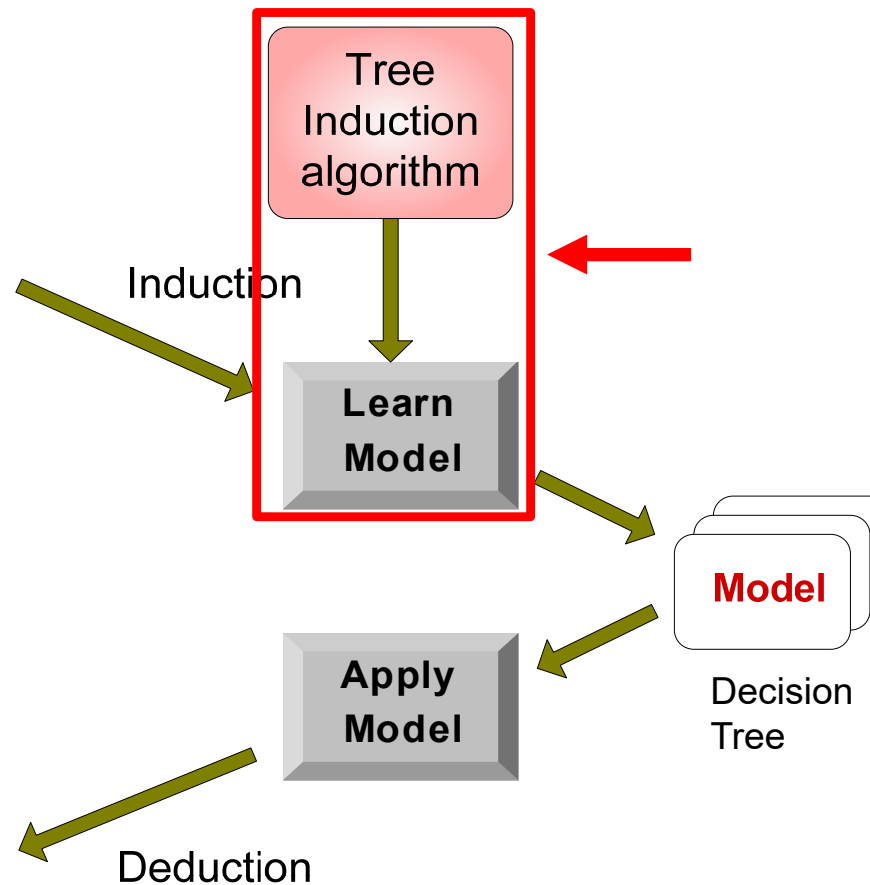 Tree
Induction
algorithm
Induction
Learn
Model
Model
Apply
Model
Decision
Tree
Deduction